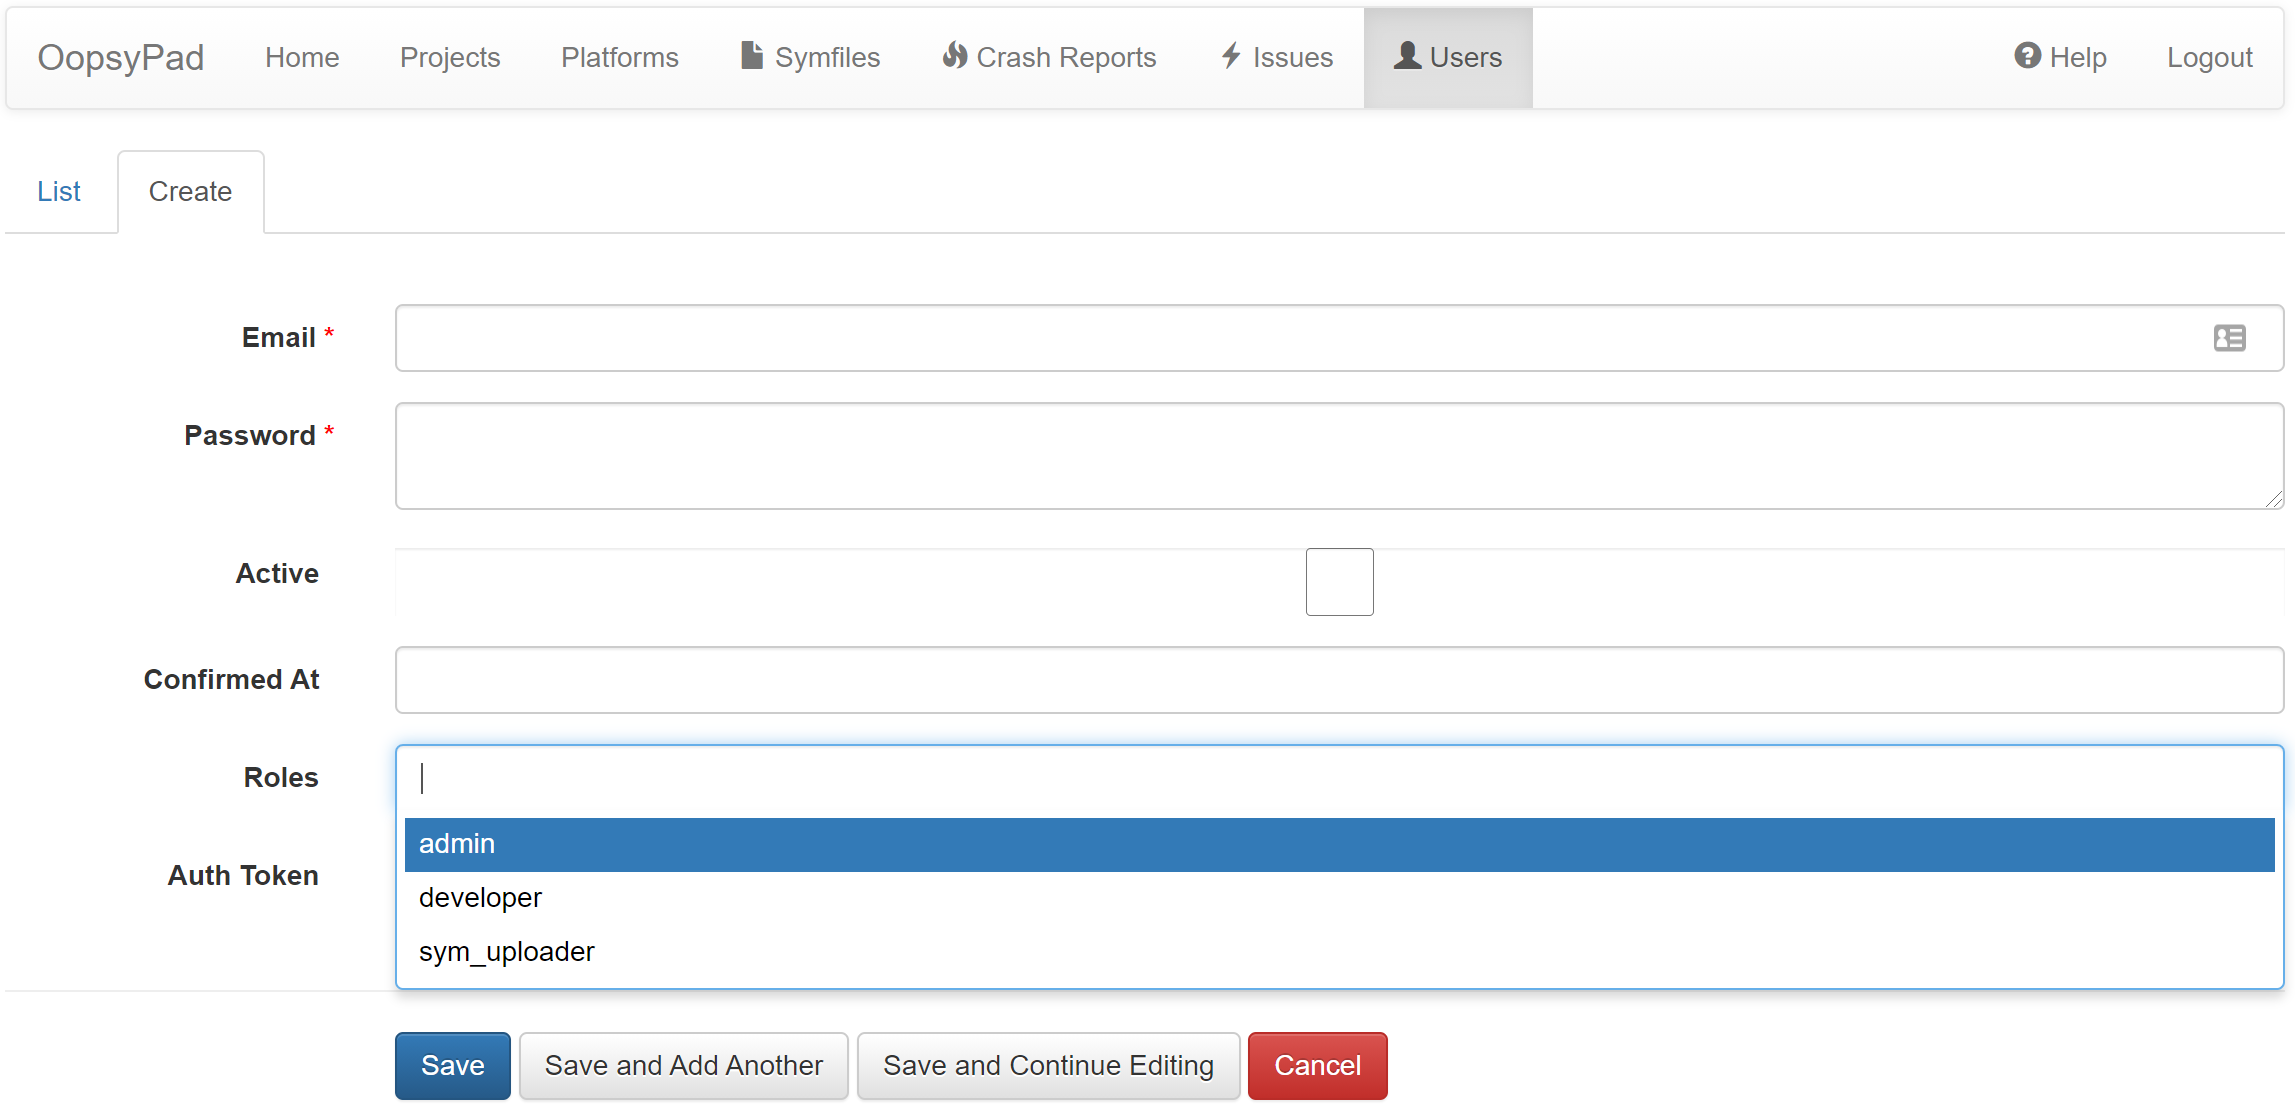 OopsyPad Home Projects Platforms Symfiles Crash Reports Issues Users Help Logout
List Create
Email *
Password *
Active
Confirmed At
Roles
admin
Auth Token
developer
sym_uploader
Save Save and Add Another Save and Continue Editing Cancel